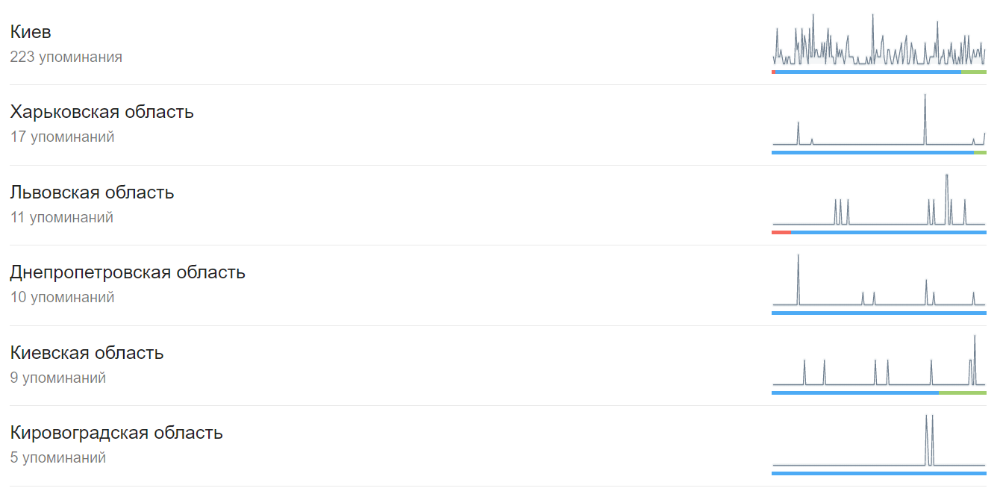 Киев
223 упоминания
Харьковская область
17 упоминаний
Львовская область
11 упоминаний
Днепропетровская область
10 упоминаний
Киевская область
9 упоминаний
Кировоградская область
5 упоминаний